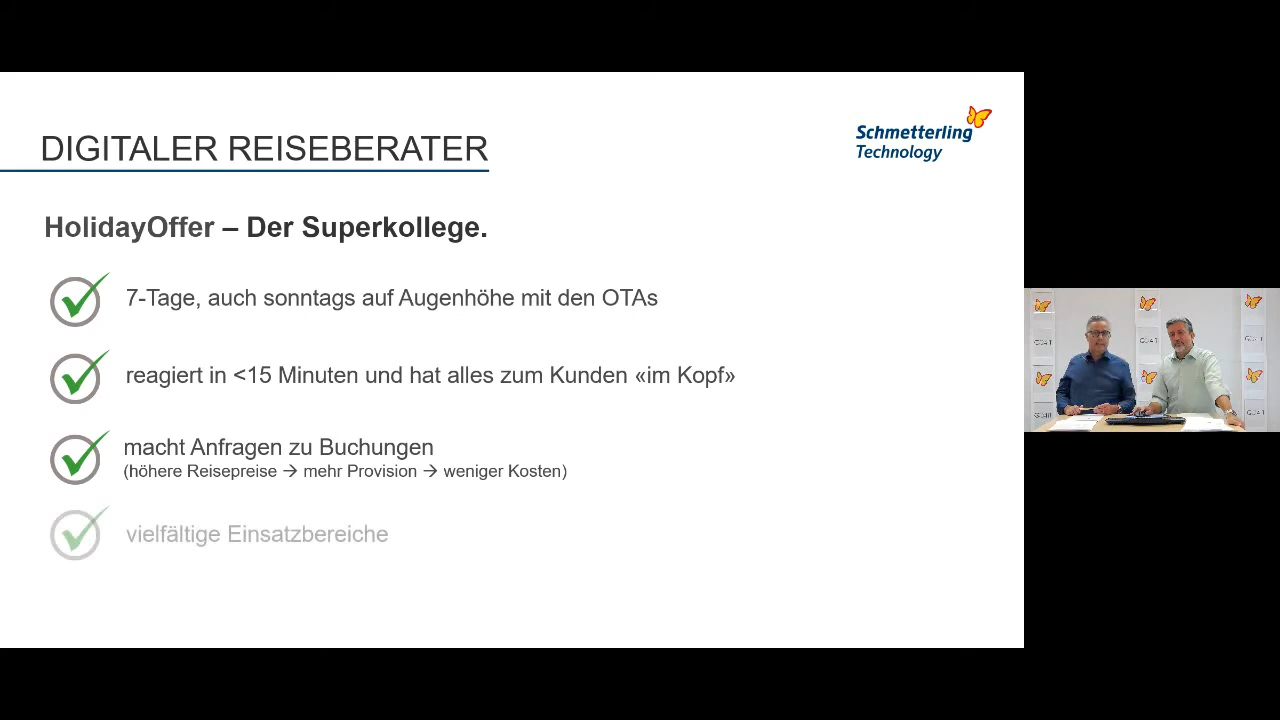 DIGITALER REISEBERATER
Schmetterling
Technology
HolidayOffer – Der Superkollege.
7-Tage, auch sonntags auf Augenhöhe mit den OTAs
reagiert in <15 Minuten und hat alles zum Kunden «im Kopf»
macht Anfragen zu Buchungen
(höhere Reisepreise → mehr Provision → weniger Kosten)
vielfältige Einsatzbereiche